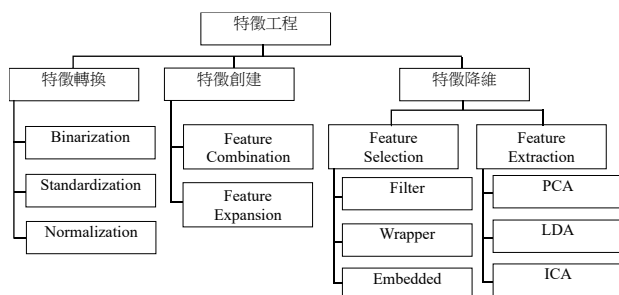 特徵工程
特徵轉換
特徵創建
特徵降維
Binarization
Standardization
Normalization
Feature
Combination
Feature
Expansion
Feature
Selection
Filter
Wrapper
Embedded
Feature
Extraction
PCA
LDA
ICA